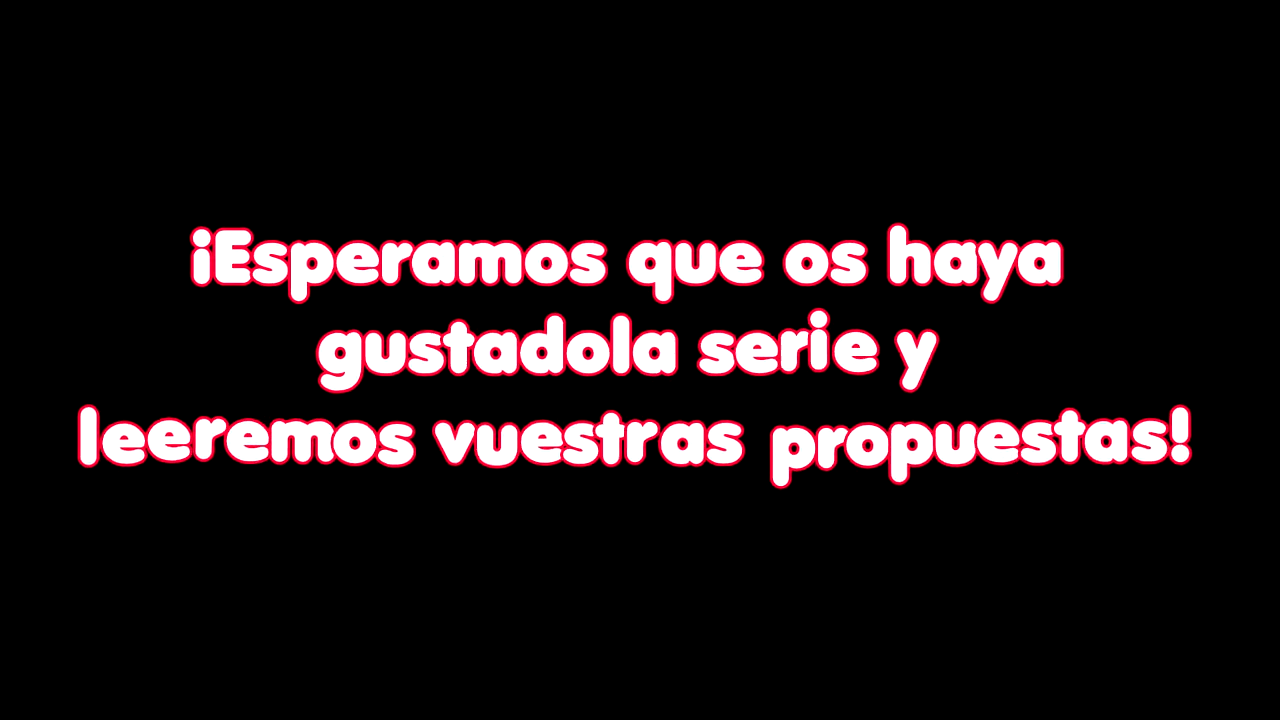 ¡Esperamos que os haya
gustadola serie y
leeremos vuestras propuestas!